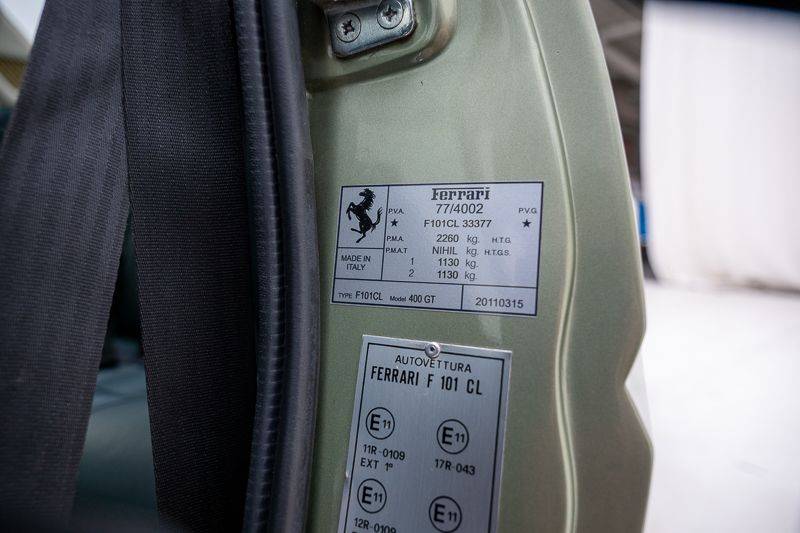 Ferrari
P.V.A. 77/4002 P.V.G
★ F101CL 33377 ★
P.M.A. 2260 kg. H.T.G.
P.M.A.T NIHIL kg. H.T.G.S.
MADE IN
ITALY
1 1130 kg.
2 1130 kg.
TYPE F101CL Model 400 GT 20110315
AUTOVETTURA
FERRARI F 101 CL
E11 E11
11R-0109 17R-043
EXT 1°
E11 E11
12R-0108